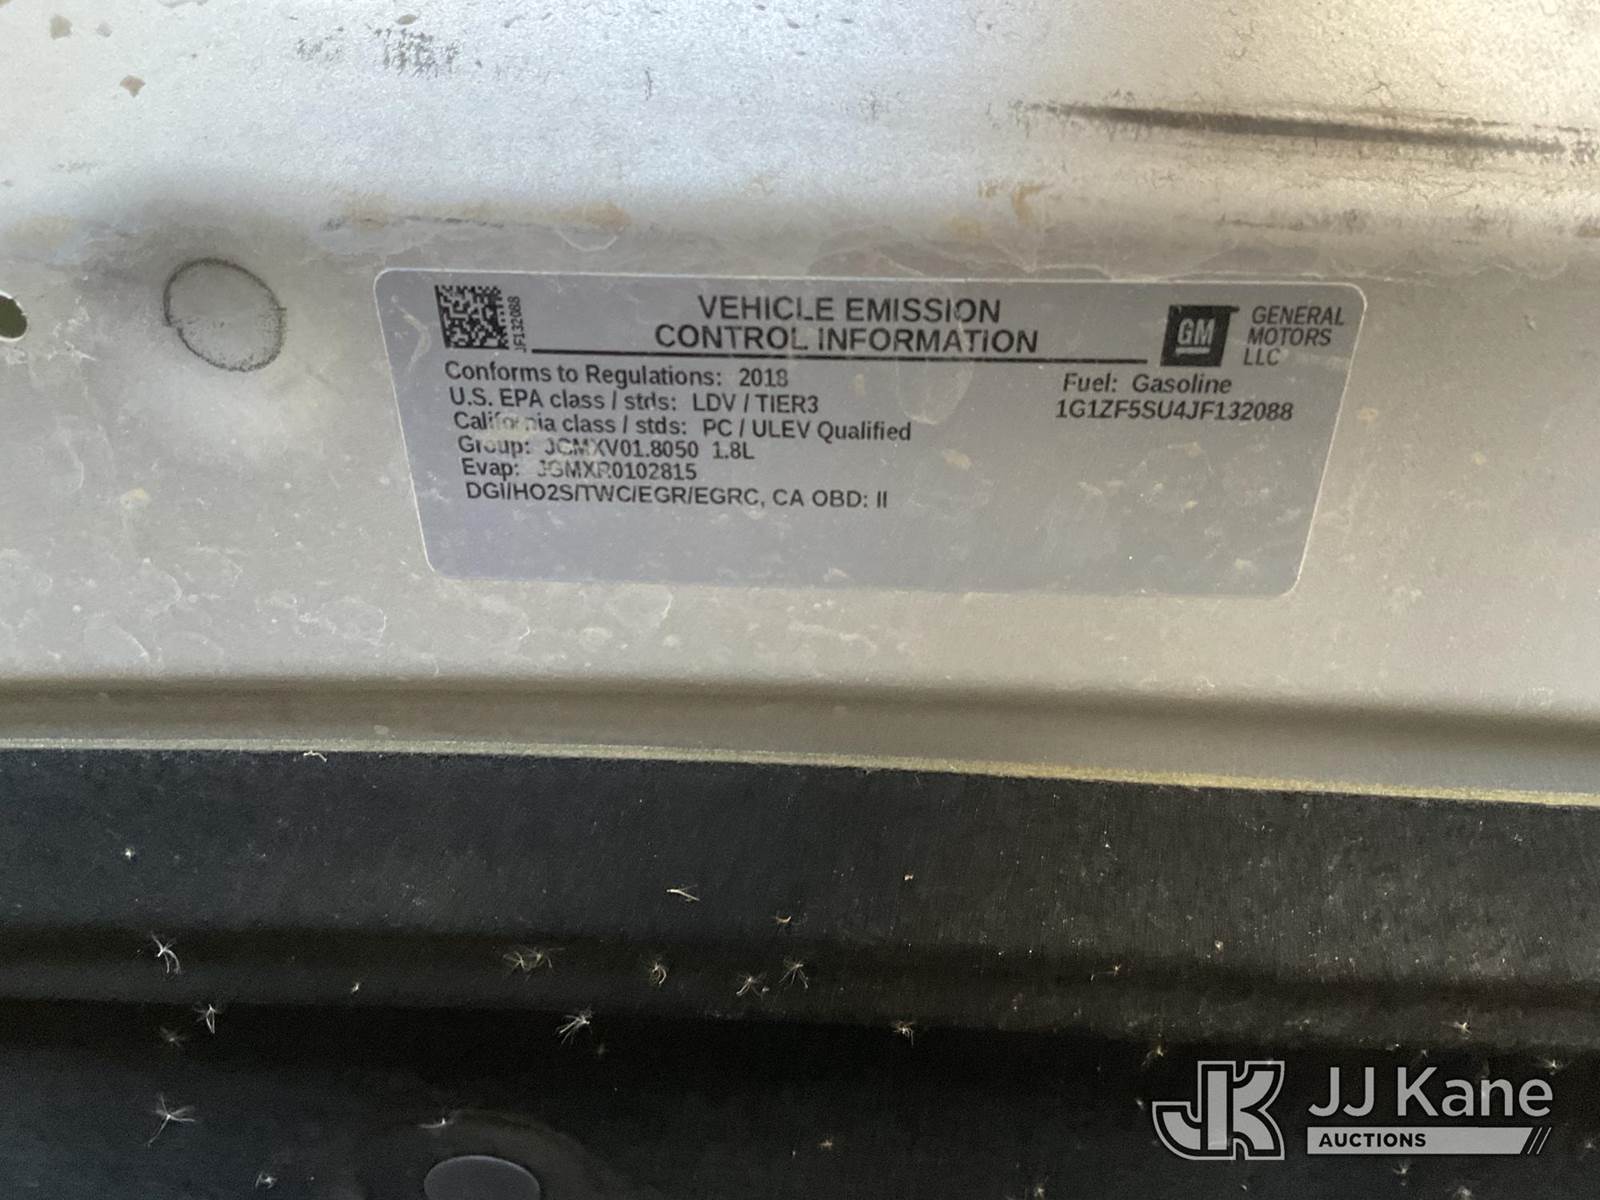 JF132088
VEHICLE EMISSION
CONTROL INFORMATION
GM
GENERAL
MOTORS
LLC
Conforms to Regulations: 2018
U.S. EPA class / stds: LDV / TIER3
California class / stds: PC / ULEV Qualified
Group: JGMXV01.8050 1.8L
Evap: JGMXR0102815
DGI/HO2S/TWC/EGR/EGRC, CA OBD: II
Fuel: Gasoline
1G1ZF5SU4JF132088
JK
JJ Kane
AUCTIONS